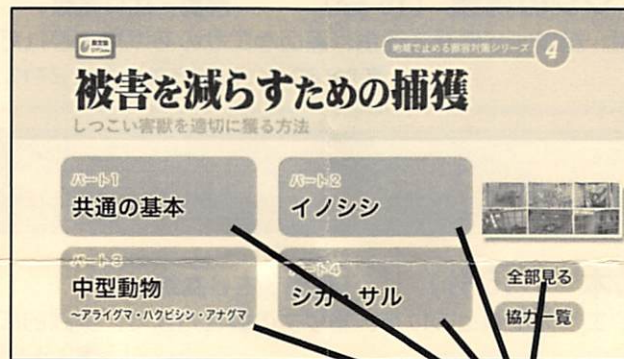 地域で止める獣害対策シリーズ 4
被害を減らすための捕獲
しつこい害獣を適切に獲る方法
パート1
共通の基本
パート2
イノシシ
パート3
中型動物
～アライグマ・ハクビシン・アナグマ
パート4
シカ・サル
全部見る
協力一覧